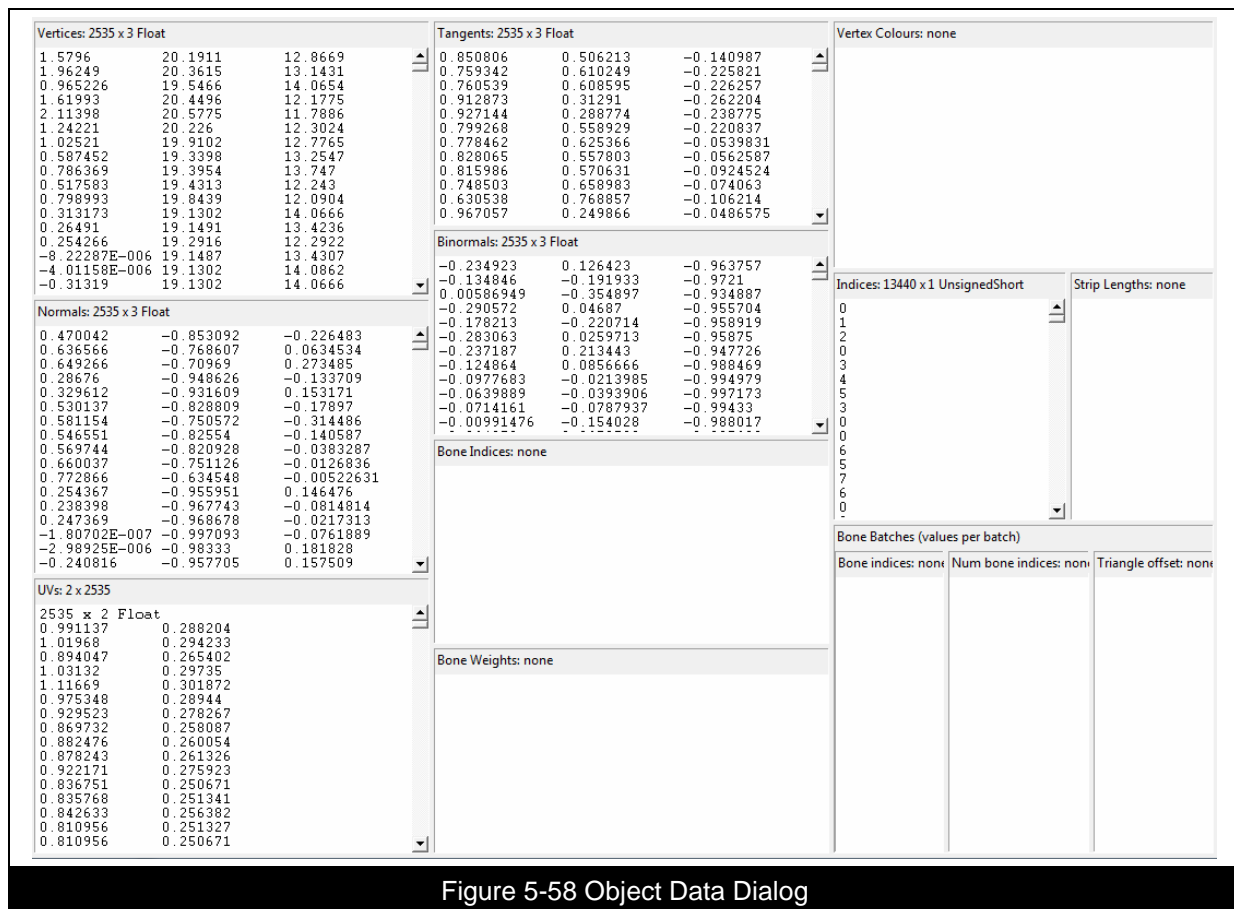 Vertices: 2535 x 3 Float
1.5796 20.1911 12.8669
1.96249 20.3615 13.1431
0.965226 19.5466 14.0654
1.61993 20.4496 12.1775
2.11398 20.5775 11.7886
1.24221 20.226 12.3024
1.02521 19.9102 12.7765
0.587452 19.3398 13.2547
0.786369 19.3954 13.747
0.517583 19.4313 12.243
0.798993 19.8439 12.0904
0.313173 19.1302 14.0666
0.26491 19.1491 13.4236
0.254266 19.2916 12.2922
-8.22287E-006 19.1487 13.4307
-4.01158E-006 19.1302 14.0862
-0.31319 19.1302 14.0666
Normals: 2535 x 3 Float
0.470042 -0.853092 -0.226483
0.636566 -0.768607 0.0634534
0.649266 -0.70969 0.273485
0.28676 -0.948626 -0.133709
0.329612 -0.931609 0.153171
0.530137 -0.828809 -0.17897
0.581154 -0.750572 -0.314486
0.546551 -0.82554 -0.140587
0.569744 -0.820928 -0.0383287
0.660037 -0.751126 -0.0126836
0.772866 -0.634548 -0.00522631
0.254367 -0.955951 0.146476
0.238398 -0.967743 -0.0814814
0.247369 -0.968678 -0.0217313
-1.80702E-007 -0.997093 -0.0761889
-2.98925E-006 -0.98333 0.181828
-0.240816 -0.957705 0.157509
UVs: 2 x 2535
2535 x 2 Float
0.991137 0.288204
1.01968 0.294233
0.894047 0.265402
1.03132 0.29735
1.11669 0.301872
0.975348 0.28944
0.929523 0.278267
0.869732 0.258087
0.882476 0.260054
0.878243 0.261326
0.922171 0.275923
0.836751 0.250671
0.835768 0.251341
0.842633 0.256382
0.810956 0.251327
0.810956 0.250671
Tangents: 2535 x 3 Float
0.850806 0.506213 -0.140987
0.759342 0.610249 -0.225821
0.760539 0.608595 -0.226257
0.912873 0.31291 -0.262204
0.927144 0.288774 -0.238775
0.799268 0.558929 -0.220837
0.778462 0.625366 -0.0539831
0.828065 0.557803 -0.0562587
0.815986 0.570631 -0.0924524
0.748503 0.658983 -0.074063
0.630538 0.768857 -0.106214
0.967057 0.249866 -0.0486575
Binormals: 2535 x 3 Float
-0.234923 0.126423 -0.963757
-0.134846 -0.191933 -0.9721
0.00586949 -0.354897 -0.934887
-0.290572 0.04687 -0.955704
-0.178213 -0.220714 -0.958919
-0.283063 0.0259713 -0.95875
-0.237187 0.213443 -0.947726
-0.124864 0.0856666 -0.988469
-0.0977683 -0.0213985 -0.994979
-0.0639889 -0.0393906 -0.997173
-0.0714161 -0.0787937 -0.99433
-0.00991476 -0.154028 -0.988017
Bone Indices: none
Bone Weights: none
Vertex Colours: none
Indices: 13440 x 1 UnsignedShort
0
1
2
0
3
4
5
3
0
0
6
5
7
6
0
Strip Lengths: none
Bone Batches (values per batch)
Bone indices: none
Num bone indices: none
Triangle offset: none
Figure 5-58 Object Data Dialog